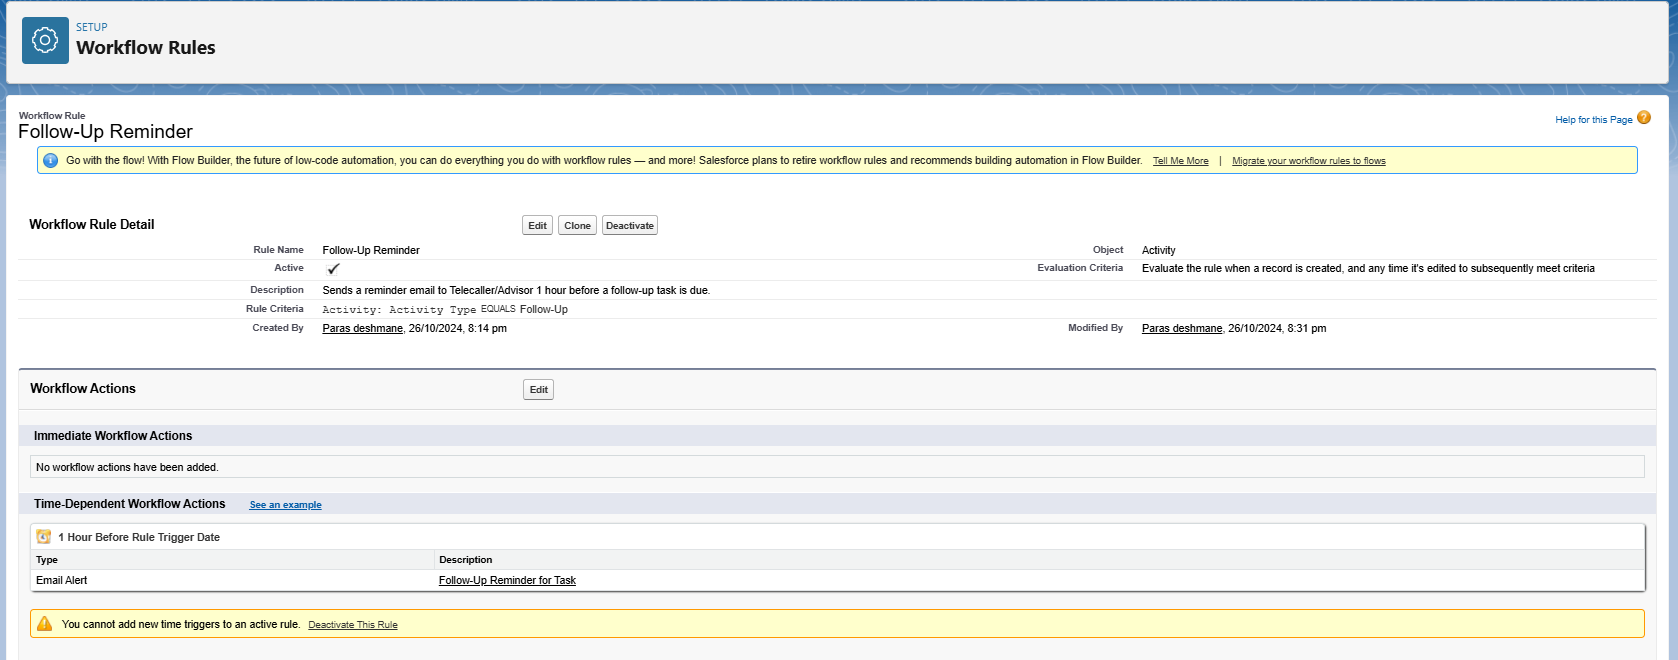 SETUP
Workflow Rules
Workflow Rule
Follow-Up Reminder
Help for this Page ?
Go with the flow! With Flow Builder, the future of low-code automation, you can do everything you do with workflow rules — and more! Salesforce plans to retire workflow rules and recommends building automation in Flow Builder. Tell Me More | Migrate your workflow rules to flows
Workflow Rule Detail Edit Clone Deactivate
Rule Name Follow-Up Reminder Object Activity
Active Evaluation Criteria Evaluate the rule when a record is created, and any time it's edited to subsequently meet criteria
Description Sends a reminder email to Telecaller/Advisor 1 hour before a follow-up task is due.
Rule Criteria Activity: Activity Type EQUALS Follow-Up
Created By Paras deshmane, 26/10/2024, 8:14 pm Modified By Paras deshmane, 26/10/2024, 8:31 pm
Workflow Actions Edit
Immediate Workflow Actions
No workflow actions have been added.
Time-Dependent Workflow Actions See an example
1 Hour Before Rule Trigger Date
Type Description
Email Alert Follow-Up Reminder for Task
You cannot add new time triggers to an active rule. Deactivate This Rule